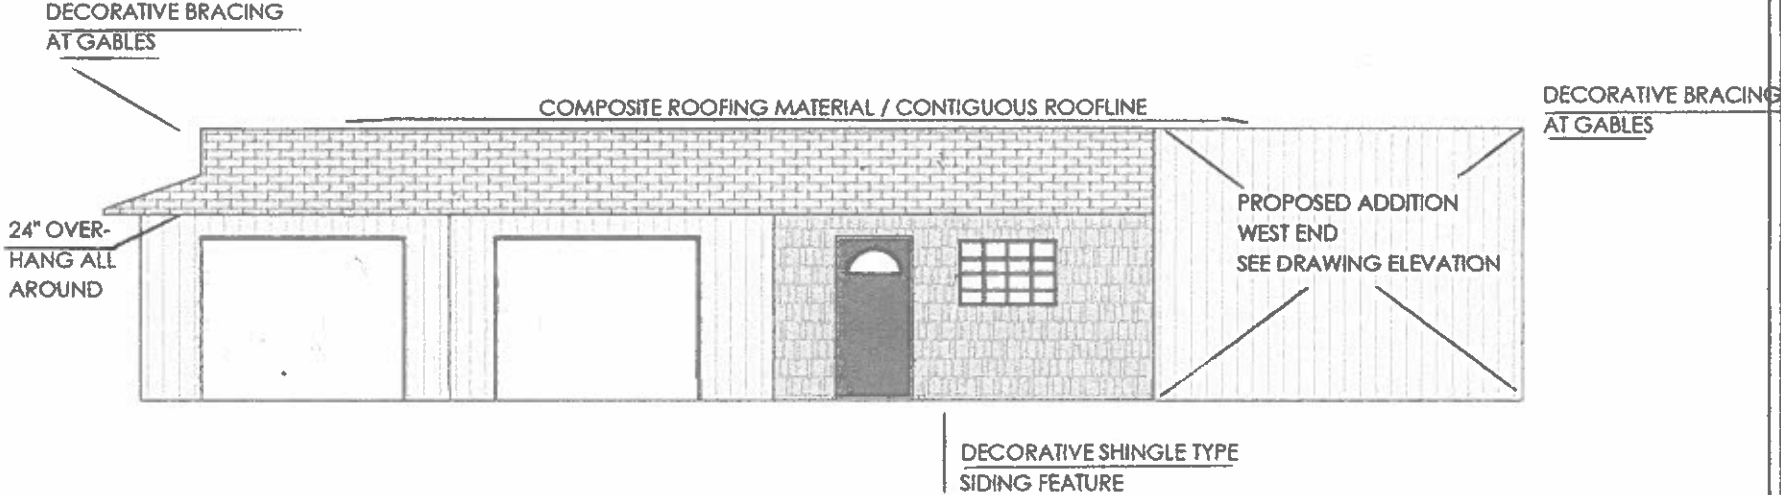 DECORATIVE BRACING
AT GABLES
COMPOSITE ROOFING MATERIAL / CONTIGUOUS ROOFLINE
DECORATIVE BRACING
AT GABLES
24" OVER-
HANG ALL
AROUND
PROPOSED ADDITION
WEST END
SEE DRAWING ELEVATION
DECORATIVE SHINGLE TYPE
SIDING FEATURE